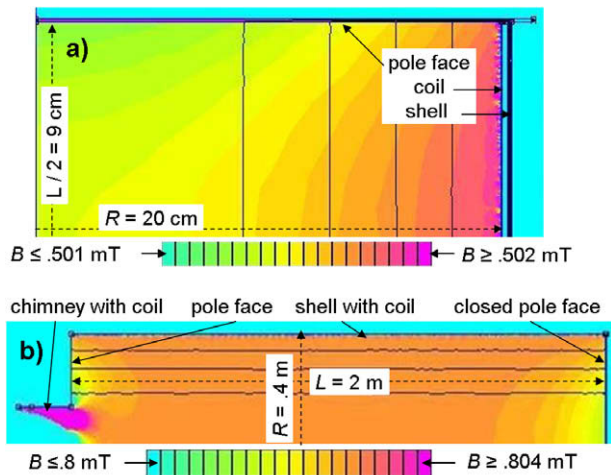 a)
pole face
coil
shell
L / 2 = 9 cm
R = 20 cm
B ≤ .501 mT
B ≥ .502 mT
chimney with coil
pole face
shell with coil
closed pole face
b)
R = .4 m
L = 2 m
B ≤.8 mT
B ≥ .804 mT